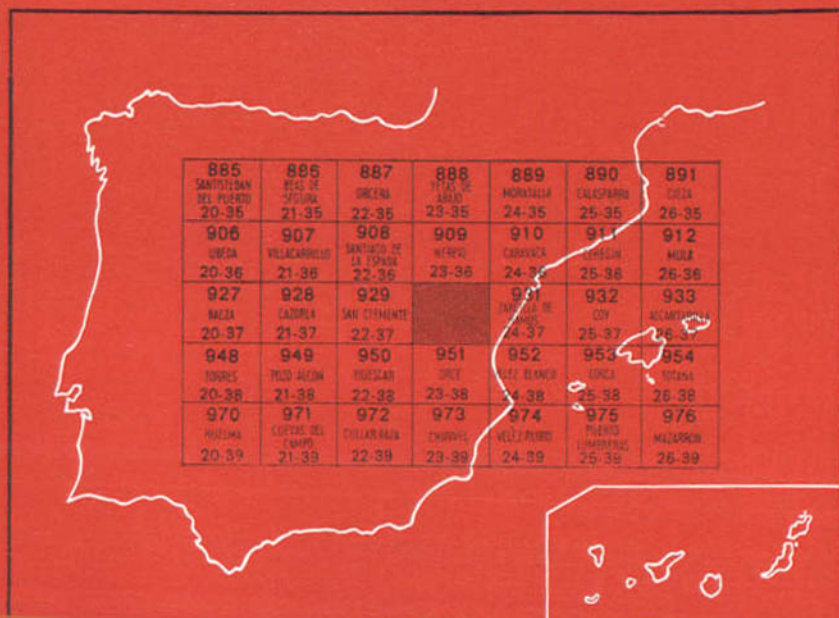 885 886 887 888 889 890 891
SANTISTEBAN DEL PUERTO BEAS DE SEGURA ORCERA YETAS DE ABAJO MORATALLA CALASPARRA CIEZA
20-35 21-35 22-35 23-35 24-35 25-35 26-35
906 907 908 909 910 911 912
UBEDA VILLACARRILLO SANTIAGO DE LA ESPADA NERPIO CARAVACA CEHEGIN MULA
20-36 21-36 22-36 23-36 24-36 25-36 26-36
927 928 929 931 932 933
BAEZA CAZORLA SAN CLEMENTE ZARCILLA DE RAMOS COY ALCANTARILLA
20-37 21-37 22-37 24-37 25-37 26-37
948 949 950 951 952 953 954
TORRES POZO ALCON HUESCAR ORCE VELEZ BLANCO LORCA TOTANA
20-38 21-38 22-38 23-38 24-38 25-38 26-38
970 971 972 973 974 975 976
HUELMA CUEVAS DEL CAMPO CULLAR BAZA CHIRIVEL VELEZ RUBIO PUERTO LUMBRERAS MAZARRON
20-39 21-39 22-39 23-39 24-39 25-39 26-39